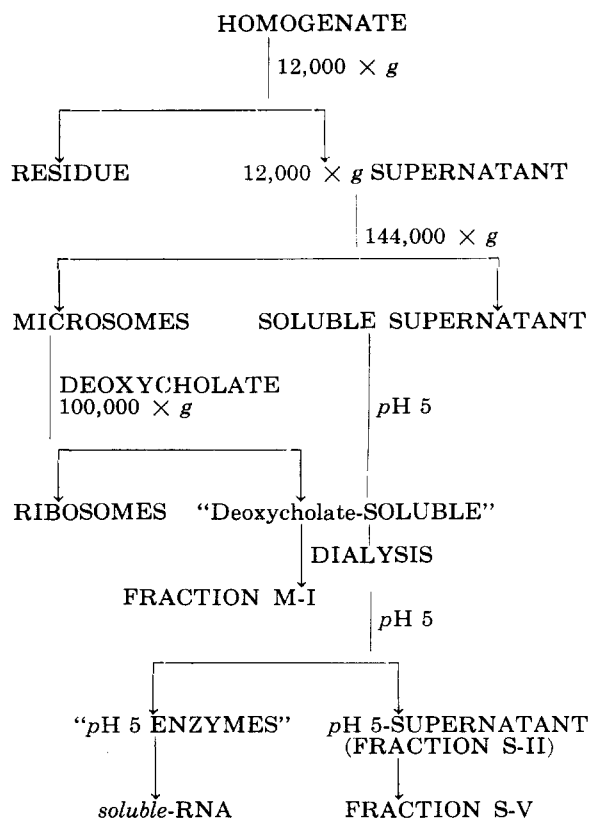 HOMOGENATE
12,000 × g
RESIDUE
12,000 × g SUPERNATANT
144,000 × g
MICROSOMES
SOLUBLE SUPERNATANT
DEOXYCHOLATE
100,000 × g
pH 5
RIBOSOMES
“Deoxycholate-SOLUBLE”
DIALYSIS
FRACTION M-I
pH 5
“pH 5 ENZYMES”
pH 5-SUPERNATANT
(FRACTION S-II)
soluble-RNA
FRACTION S-V